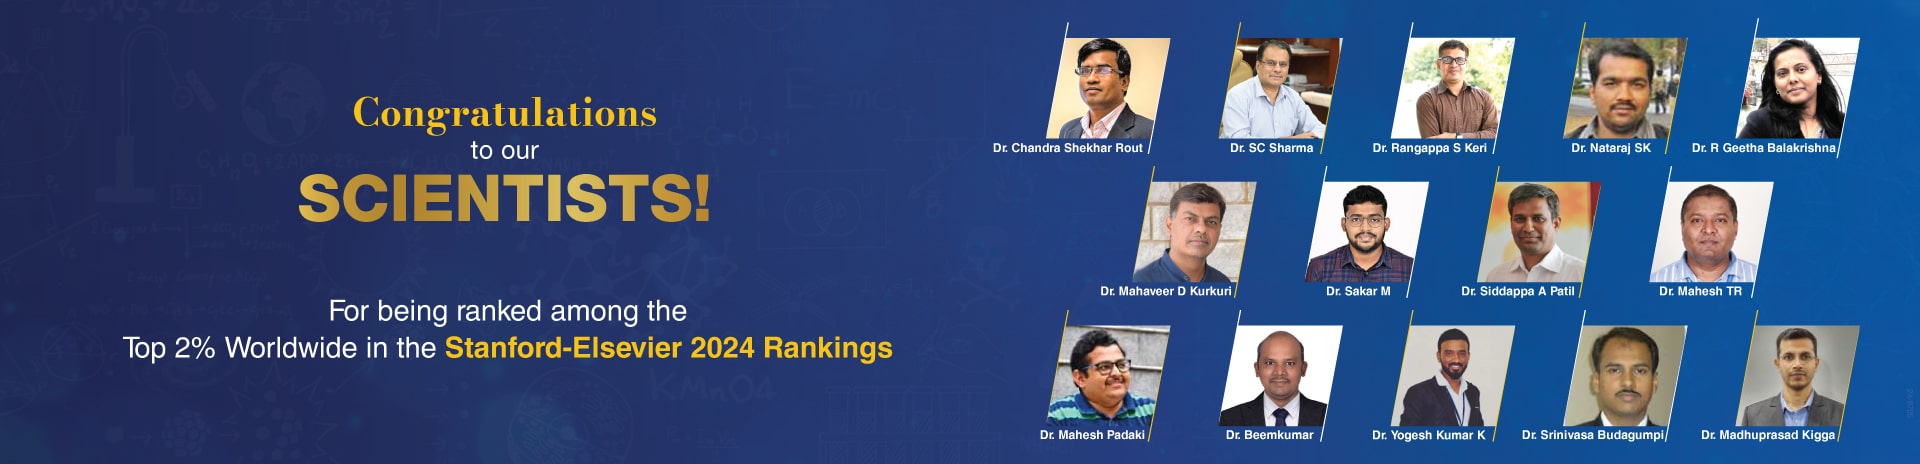 Congratulations
to our
SCIENTISTS!
For being ranked among the
Top 2% Worldwide in the Stanford-Elsevier 2024 Rankings
Dr. Chandra Shekhar Rout
Dr. SC Sharma
Dr. Rangappa S Keri
Dr. Nataraj SK
Dr. R Geetha Balakrishna
Dr. Mahaveer D Kurkuri
Dr. Sakar M
Dr. Siddappa A Patil
Dr. Mahesh TR
Dr. Mahesh Padaki
Dr. Beemkumar
Dr. Yogesh Kumar K
Dr. Srinivasa Budagumpi
Dr. Madhuprasad Kigga
KMnO4